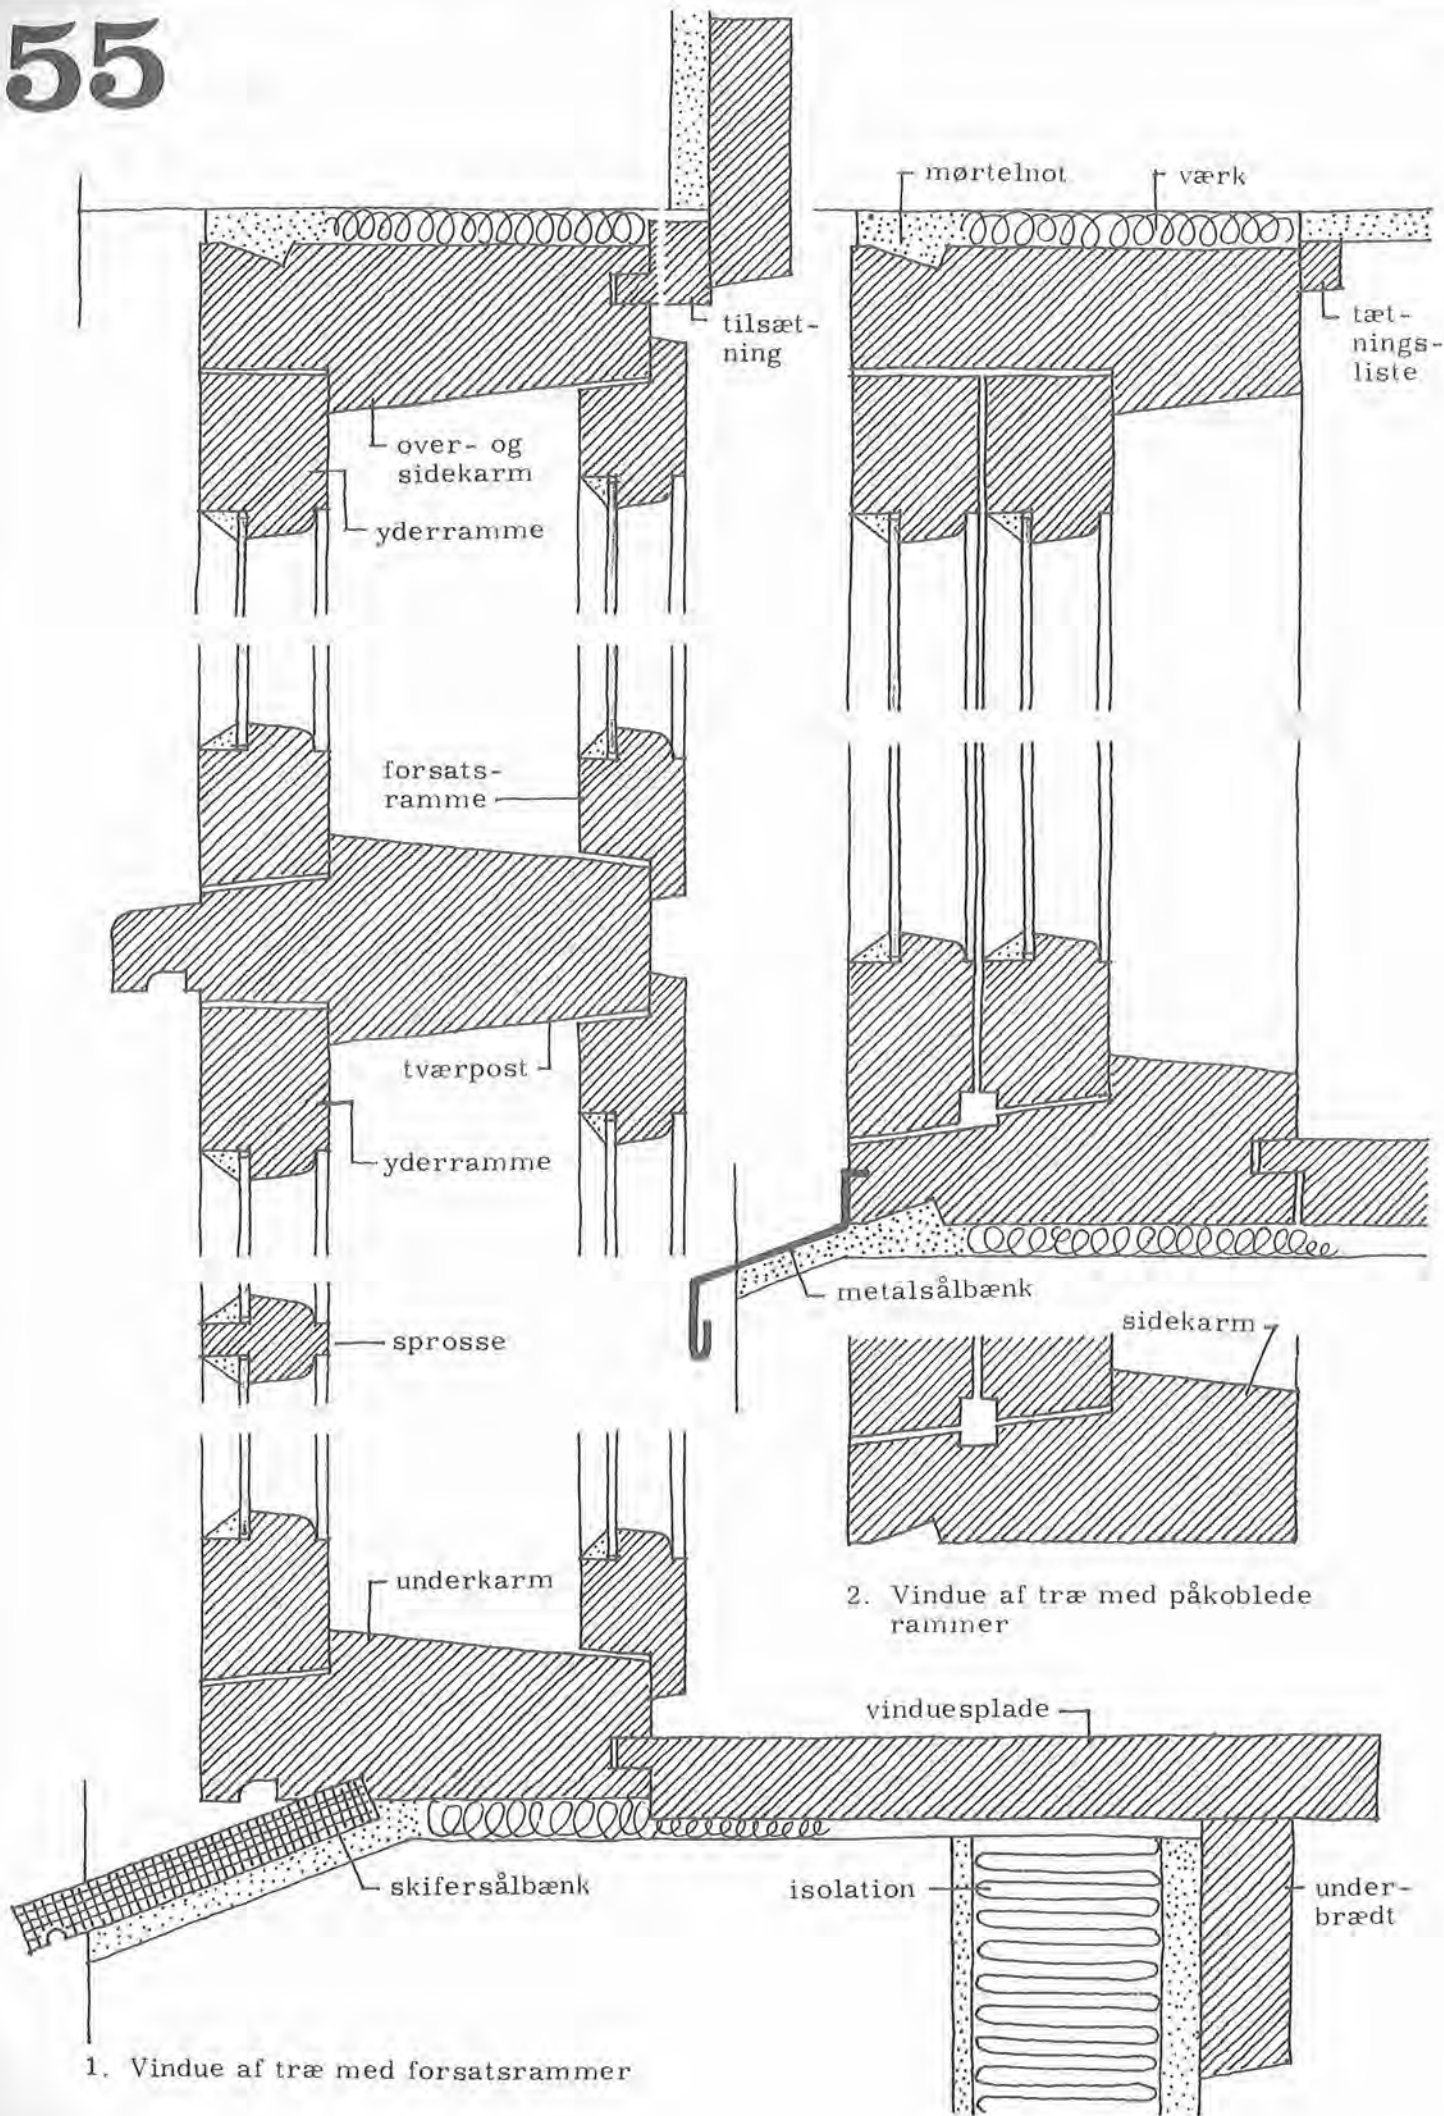 55
mørtelnot
værk
tilsæt-
ning
tæt-
nings-
liste
over- og
sidekarm
yderramme
forsats-
ramme
tværpost
yderramme
metalsålbænk
sidekarm
sprosse
underkarm
2. Vindue af træ med påkoblede
rammer
vinduesplade
skifersålbænk
isolation
under-
brædt
1. Vindue af træ med forsatsrammer